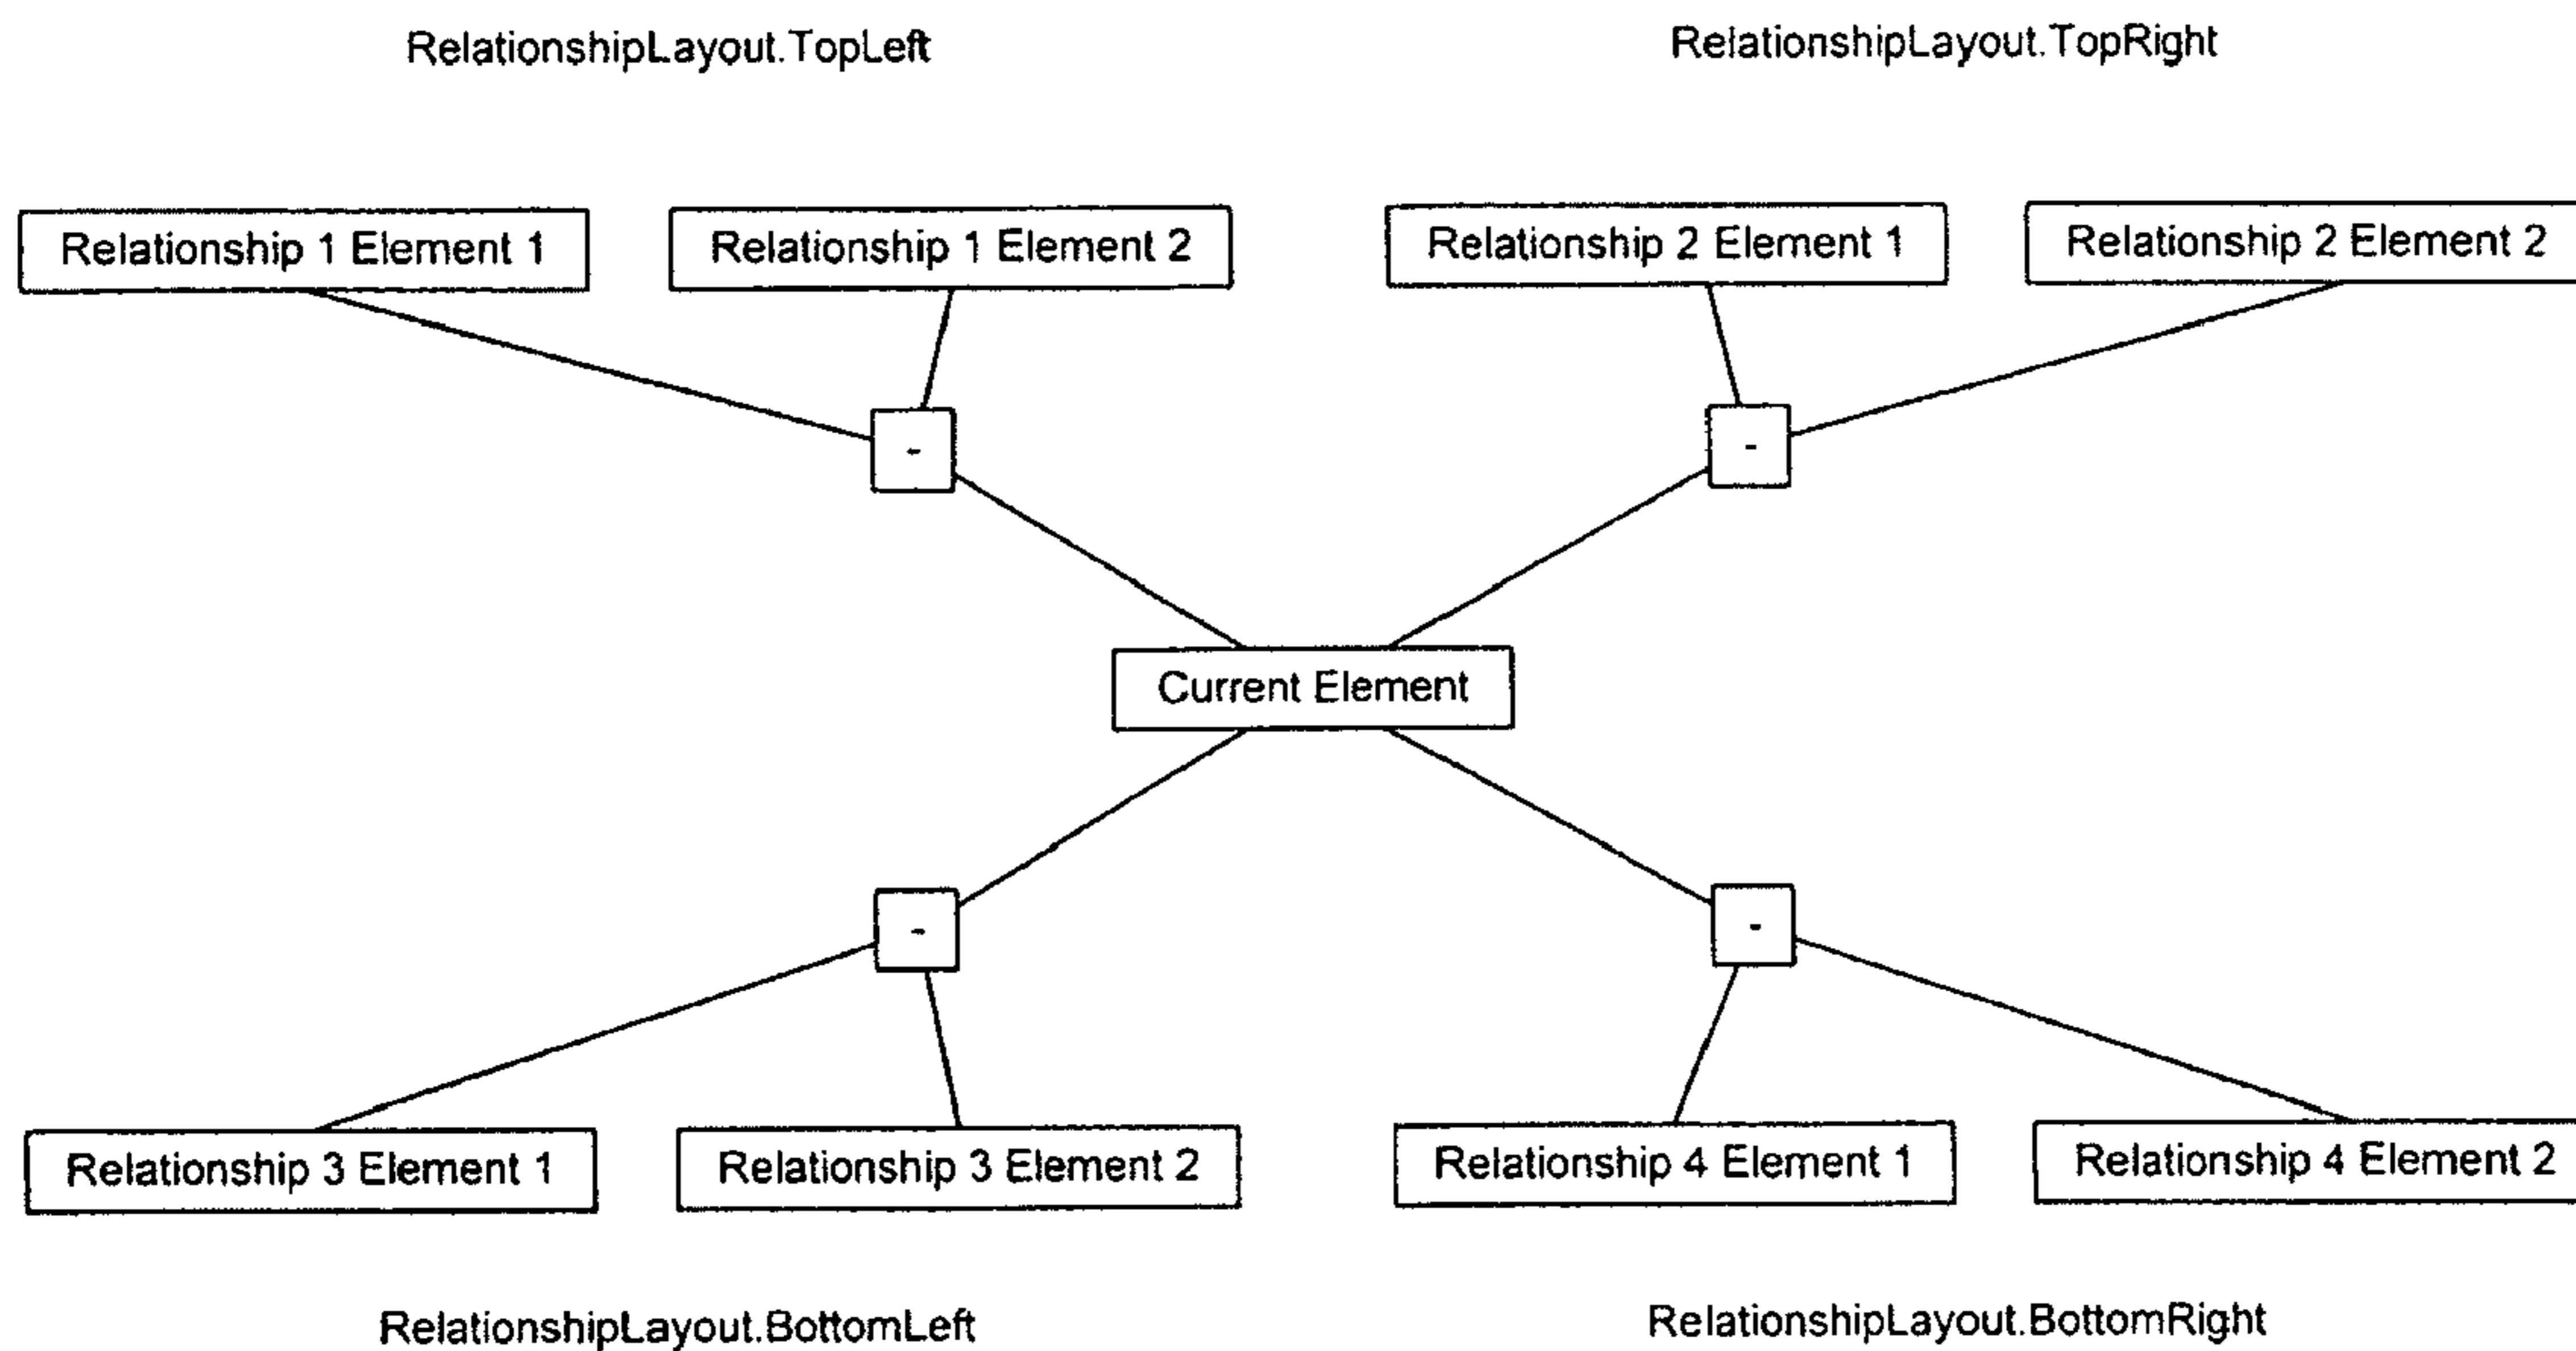 RelationshipLayout.TopLeft RelationshipLayout.TopRight
Relationship 1 Element 1 Relationship 1 Element 2 Relationship 2 Element 1 Relationship 2 Element 2
- -
Current Element
- -
Relationship 3 Element 1 Relationship 3 Element 2 Relationship 4 Element 1 Relationship 4 Element 2
RelationshipLayout.BottomLeft RelationshipLayout.BottomRight